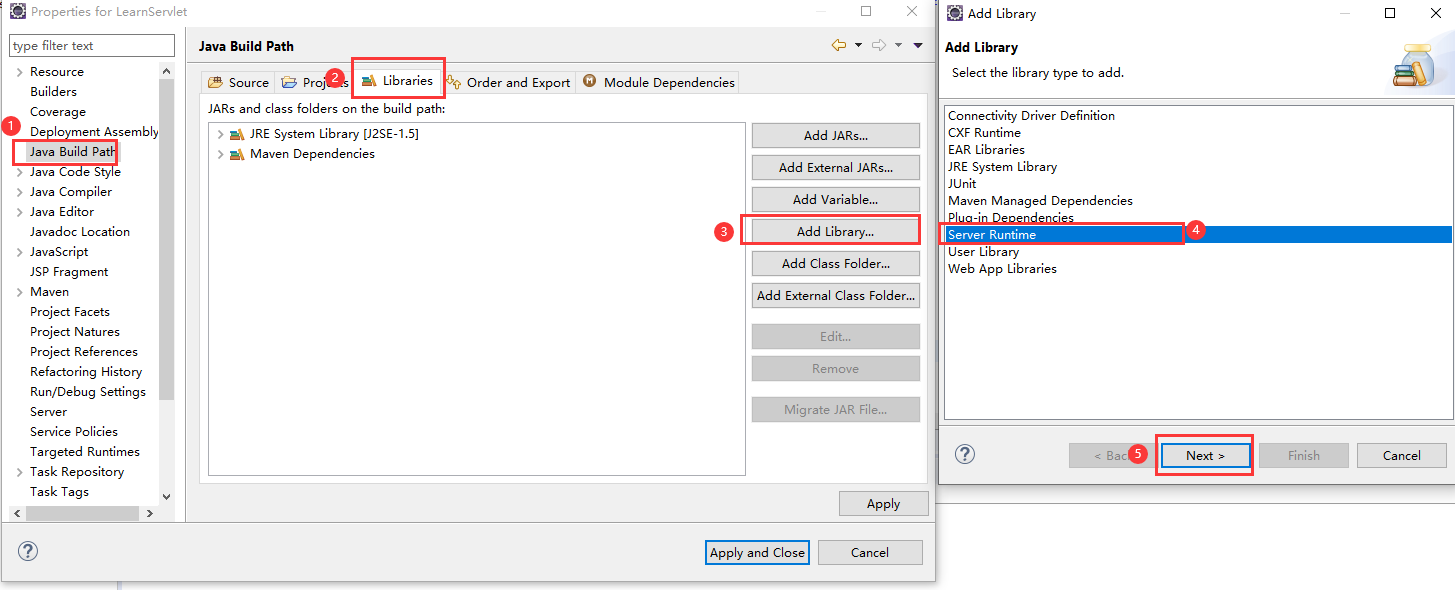 Properties for LearnServlet
type filter text
Resource
Builders
Coverage
Deployment Assembly
1
Java Build Path
Java Code Style
Java Compiler
Java Editor
Javadoc Location
JavaScript
JSP Fragment
Maven
Project Facets
Project Natures
Project References
Refactoring History
Run/Debug Settings
Server
Service Policies
Targeted Runtimes
Task Repository
Task Tags
Java Build Path
Source
Projects
2
Libraries
Order and Export
Module Dependencies
JARs and class folders on the build path:
JRE System Library [J2SE-1.5]
Maven Dependencies
Add JARs...
Add External JARs...
Add Variable...
3
Add Library...
Add Class Folder...
Add External Class Folder...
Edit...
Remove
Migrate JAR File...
Apply
Apply and Close
Cancel
Add Library
Add Library
Select the library type to add.
Connectivity Driver Definition
CXF Runtime
EAR Libraries
JRE System Library
JUnit
Maven Managed Dependencies
Plug-in Dependencies
Server Runtime
4
User Library
Web App Libraries
< Back
5
Next >
Finish
Cancel